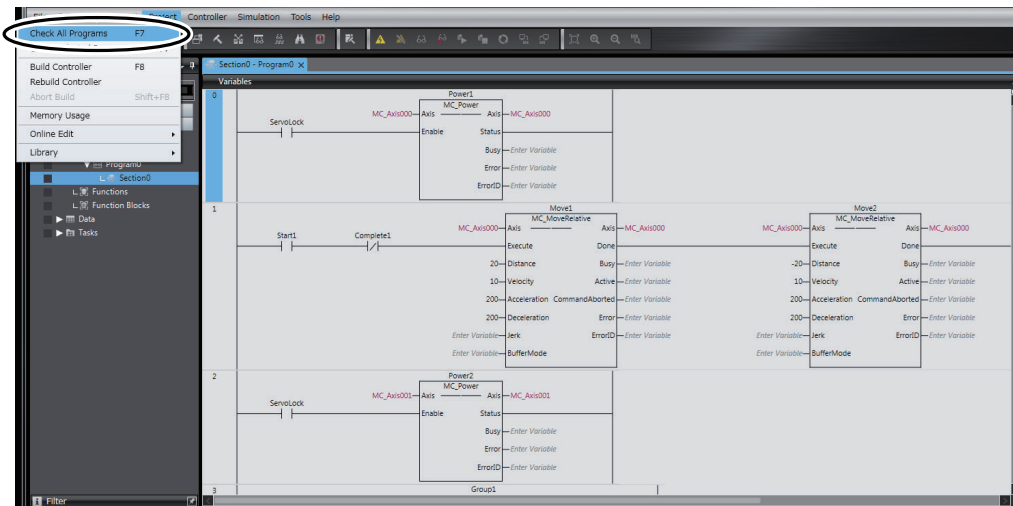 Project Controller Simulation Tools Help
Check All Programs F7
Build Controller F8
Rebuild Controller
Abort Build Shift+F8
Memory Usage
Online Edit
Library
Program0
Section0
Functions
Function Blocks
Data
Tasks
Filter
Section0 - Program0 x
Variables
0
Power1
MC_Power
MC_Axis000 Axis Axis MC_Axis000
ServoLock
Enable Status
Busy Enter Variable
Error Enter Variable
ErrorID Enter Variable
1
Move1 Move2
MC_MoveRelative MC_MoveRelative
MC_Axis000 Axis Axis MC_Axis000 MC_Axis000 Axis Axis MC_Axis000
Start1 Complete1
Execute Done Execute Done
20 Distance Busy Enter Variable -20 Distance Busy Enter Variable
10 Velocity Active Enter Variable 10 Velocity Active Enter Variable
200 Acceleration CommandAborted Enter Variable 200 Acceleration CommandAborted Enter Variable
200 Deceleration Error Enter Variable 200 Deceleration Error Enter Variable
Enter Variable Jerk ErrorID Enter Variable Enter Variable Jerk ErrorID Enter Variable
Enter Variable BufferMode Enter Variable BufferMode
2
Power2
MC_Power
MC_Axis001 Axis Axis MC_Axis001
ServoLock
Enable Status
Busy Enter Variable
Error Enter Variable
ErrorID Enter Variable
3
Group1